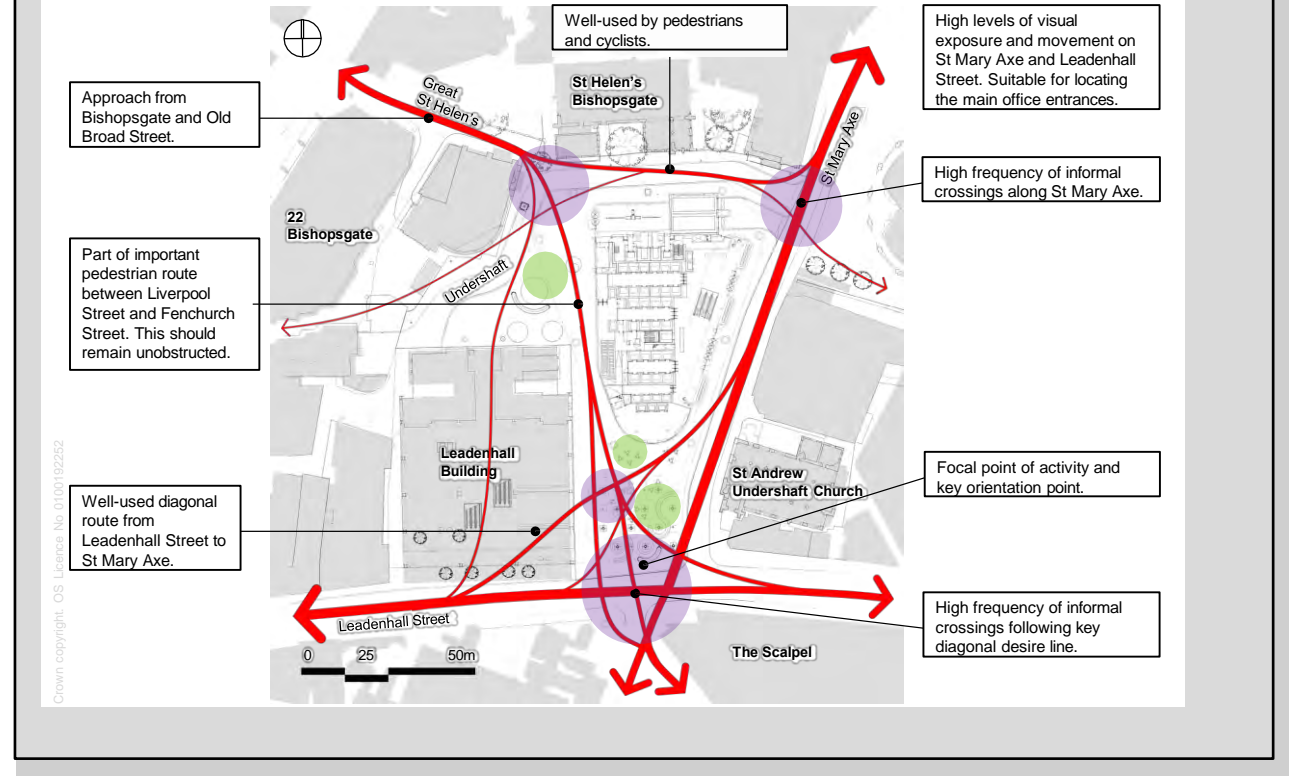 Well-used by pedestrians
and cyclists.
High levels of visual
exposure and movement on
St Mary Axe and Leadenhall
Street. Suitable for locating
the main office entrances.
Approach from
Bishopsgate and Old
Broad Street.
Great
St Helen's
St Helen's
Bishopsgate
St Mary Axe
High frequency of informal
crossings along St Mary Axe.
22
Bishopsgate
Part of important
pedestrian route
between Liverpool
Street and Fenchurch
Street. This should
remain unobstructed.
Undershaft
Leadenhall
Building
St Andrew
Undershaft Church
Focal point of activity and
key orientation point.
Well-used diagonal
route from
Leadenhall Street to
St Mary Axe.
High frequency of informal
crossings following key
diagonal desire line.
Leadenhall Street
The Scalpel
0 25 50m
Crown copyright. OS Licence No 0100192252